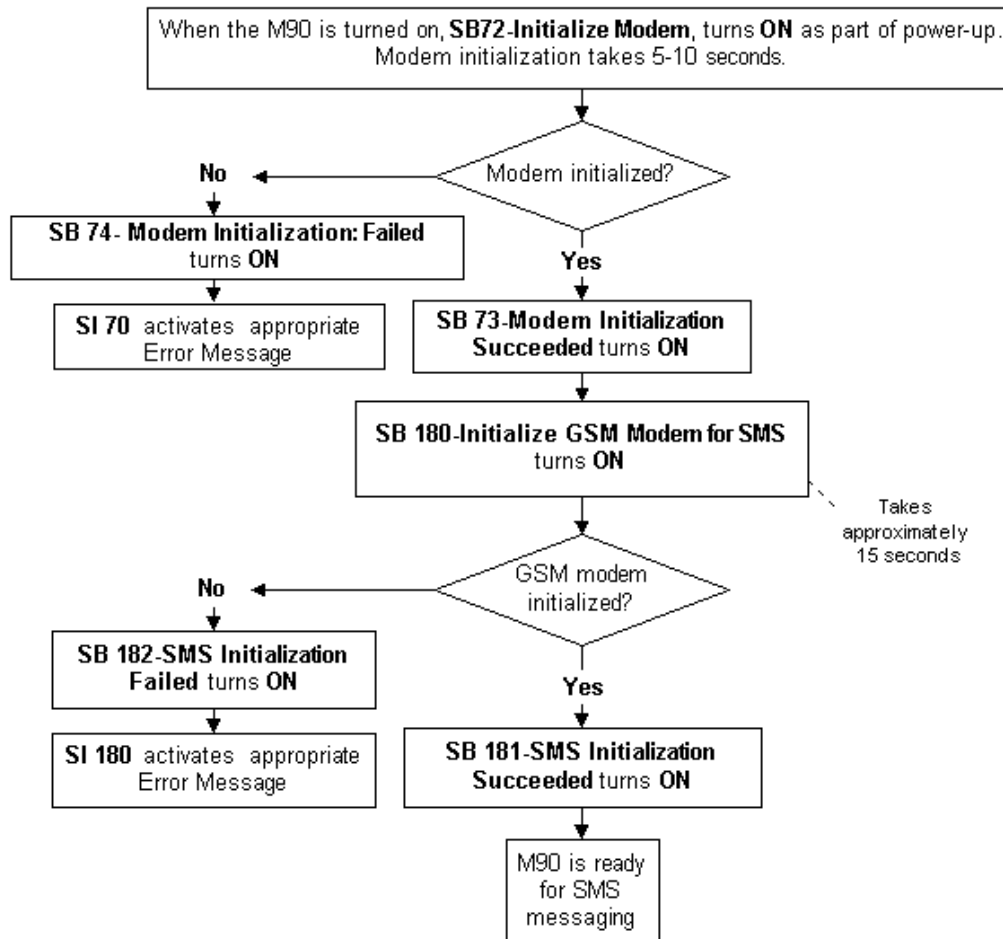 When the M90 is turned on, SB72-Initialize Modem, turns ON as part of power-up.
Modem initialization takes 5-10 seconds.
Modem initialized?
No
SB 74- Modem Initialization: Failed
turns ON
SI 70 activates appropriate
Error Message
Yes
SB 73-Modem Initialization
Succeeded turns ON
SB 180-Initialize GSM Modem for SMS
turns ON
Takes
approximately
15 seconds
GSM modem
initialized?
No
SB 182-SMS Initialization
Failed turns ON
SI 180 activates appropriate
Error Message
Yes
SB 181-SMS Initialization
Succeeded turns ON
M90 is ready
for SMS
messaging